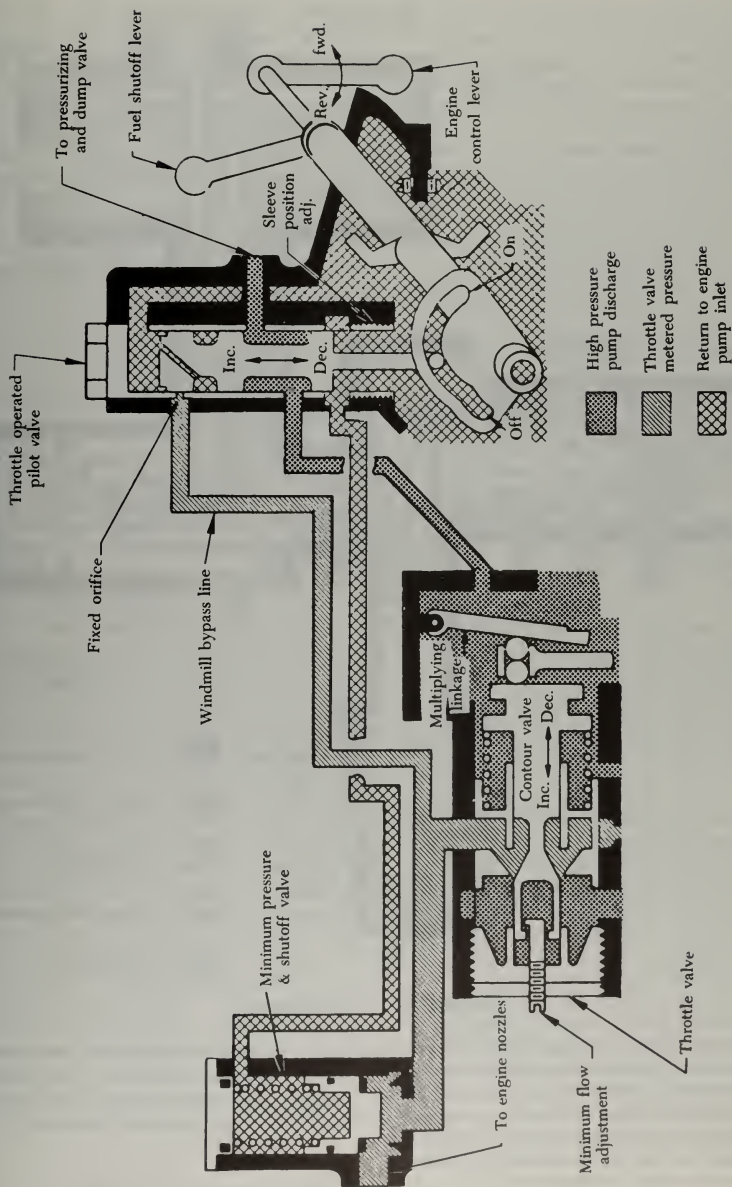 Throttle operated
pilot valve
To pressurizing
and dump valve
Fuel shutoff lever
Fixed orifice
Windmill bypass line
Inc.
Dec.
Sleeve
position
adj.
Rev.
fwd.
Engine
control lever
On
Off
Minimum pressure
& shutoff valve
Multiplying
linkage
Contour valve
Inc.
Dec.
To engine nozzles
Minimum flow
adjustment
Throttle valve
High pressure
pump discharge
Throttle valve
metered pressure
Return to engine
pump inlet